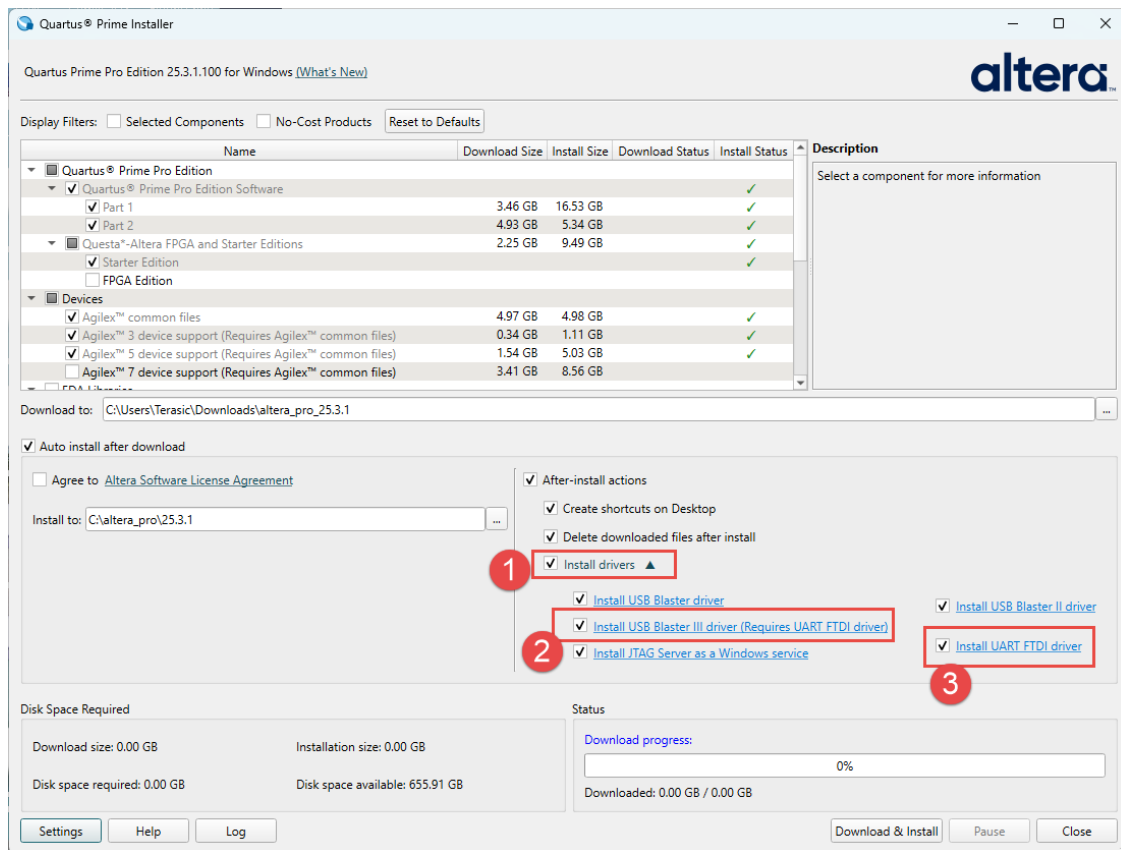 Quartus® Prime Installer
Quartus Prime Pro Edition 25.3.1.100 for Windows (What's New)
altera™
Display Filters: Selected Components No-Cost Products Reset to Defaults
Name Download Size Install Size Download Status Install Status
Quartus® Prime Pro Edition
Quartus® Prime Pro Edition Software
Part 1 3.46 GB 16.53 GB
Part 2 4.93 GB 5.34 GB
Questa*-Altera FPGA and Starter Editions 2.25 GB 9.49 GB
Starter Edition
FPGA Edition
Devices
Agilex™ common files 4.97 GB 4.98 GB
Agilex™ 3 device support (Requires Agilex™ common files) 0.34 GB 1.11 GB
Agilex™ 5 device support (Requires Agilex™ common files) 1.54 GB 5.03 GB
Agilex™ 7 device support (Requires Agilex™ common files) 3.41 GB 8.56 GB
Description
Select a component for more information
Download to: C:\Users\Terasic\Downloads\altera_pro_25.3.1 ...
Auto install after download
Agree to Altera Software License Agreement
Install to: C:\altera_pro\25.3.1 ...
After-install actions
Create shortcuts on Desktop
Delete downloaded files after install
1 Install drivers
Install USB Blaster driver
Install USB Blaster II driver
2 Install USB Blaster III driver (Requires UART FTDI driver)
3 Install UART FTDI driver
Install JTAG Server as a Windows service
Disk Space Required
Download size: 0.00 GB Installation size: 0.00 GB
Disk space required: 0.00 GB Disk space available: 655.91 GB
Status
Download progress:
0%
Downloaded: 0.00 GB / 0.00 GB
Settings Help Log Download & Install Pause Close